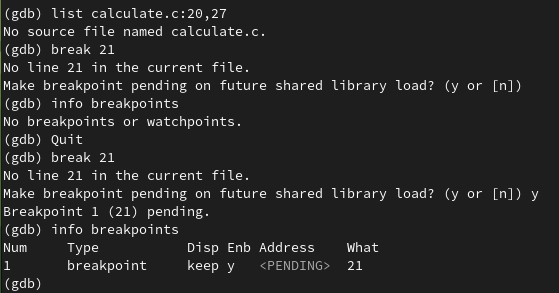 (gdb) list calculate.c:20,27
No source file named calculate.c.
(gdb) break 21
No line 21 in the current file.
Make breakpoint pending on future shared library load? (y or [n])
(gdb) info breakpoints
No breakpoints or watchpoints.
(gdb) Quit
(gdb) break 21
No line 21 in the current file.
Make breakpoint pending on future shared library load? (y or [n]) y
Breakpoint 1 (21) pending.
(gdb) info breakpoints
Num     Type           Disp Enb Address    What
1       breakpoint     keep y   <PENDING>  21
(gdb)